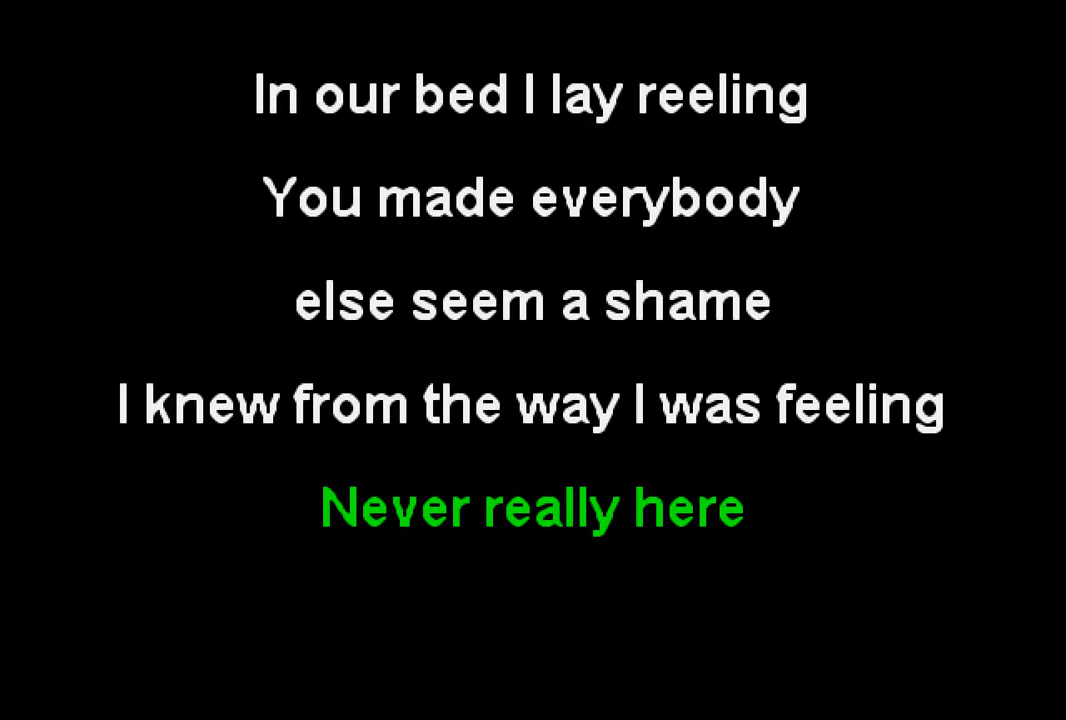 In our bed I lay reeling
You made everybody
else seem a shame
I knew from the way I was feeling
Never really here